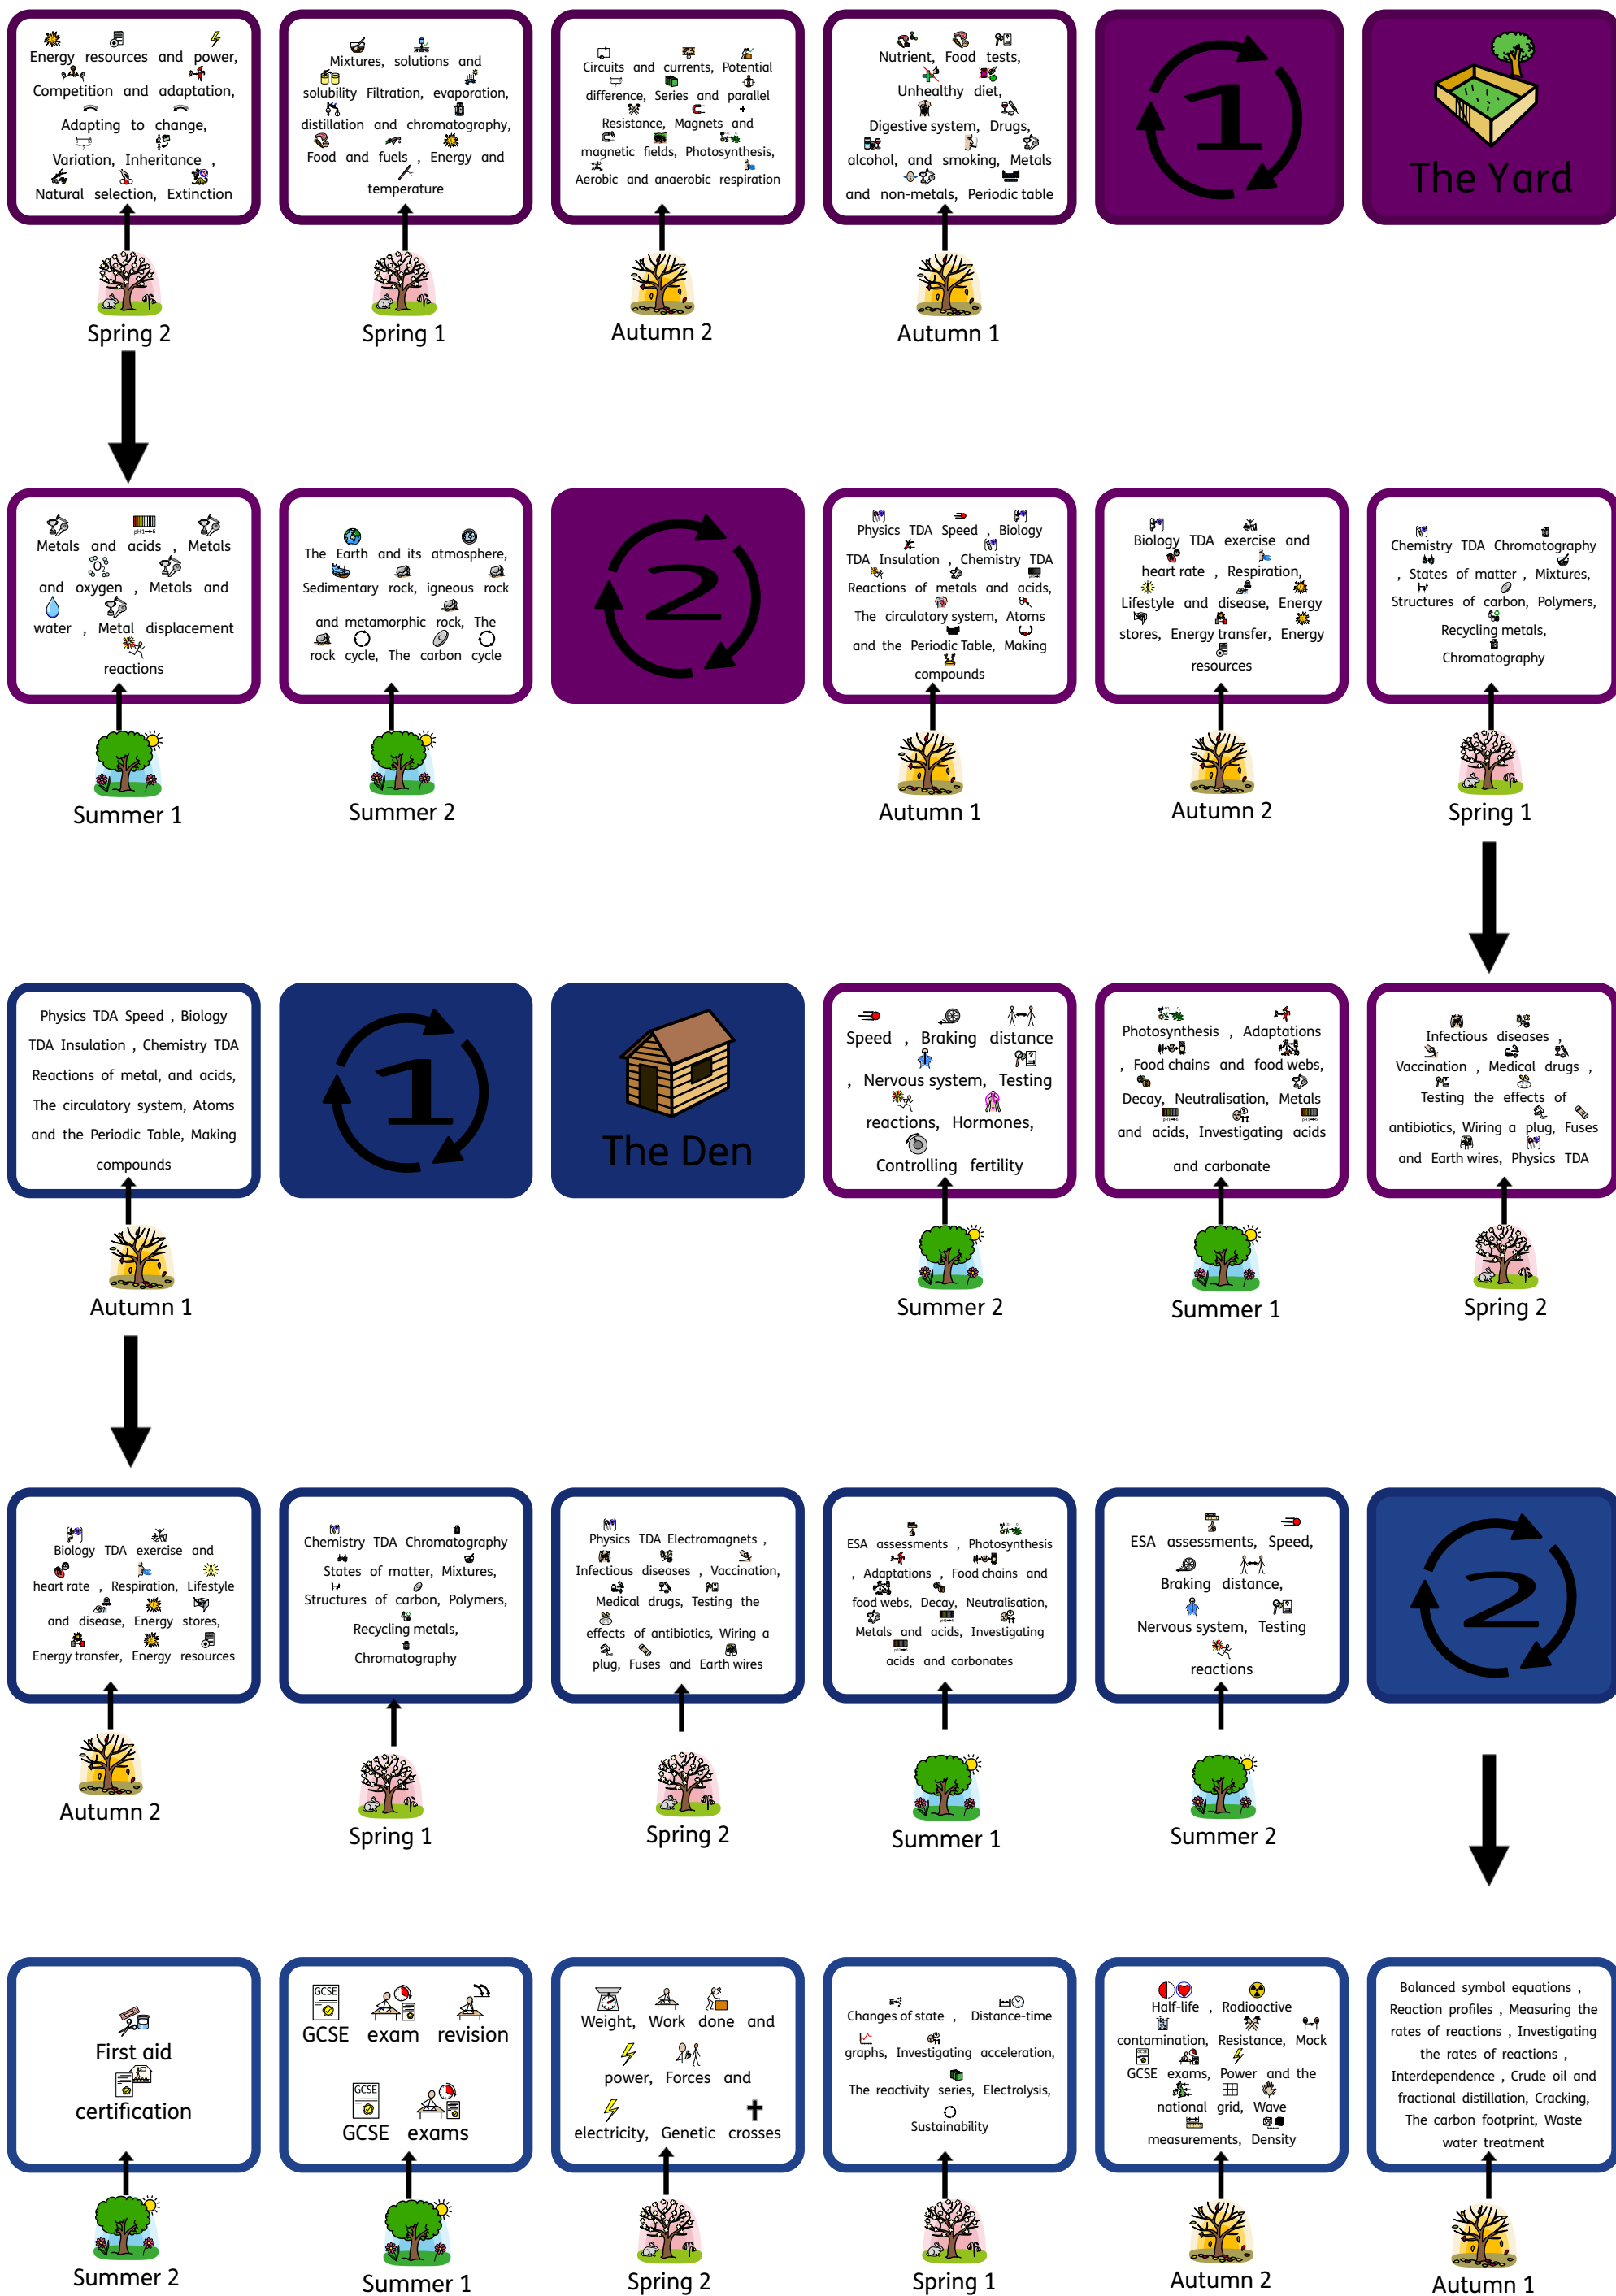 Energy resources and power,
Competition and adaptation,
Adapting to change,
Variation, Inheritance ,
Natural selection, Extinction
Spring 2
Mixtures, solutions and
solubility Filtration, evaporation,
distillation and chromatography,
Food and fuels , Energy and
temperature
Spring 1
Circuits and currents, Potential
difference, Series and parallel
Resistance, Magnets and
magnetic fields, Photosynthesis,
Aerobic and anaerobic respiration
Autumn 2
Nutrient, Food tests,
Unhealthy diet,
Digestive system, Drugs,
alcohol, and smoking, Metals
and non-metals, Periodic table
Autumn 1
1
The Yard
Metals and acids , Metals
and oxygen , Metals and
water , Metal displacement
reactions
Summer 1
The Earth and its atmosphere,
Sedimentary rock, igneous rock
and metamorphic rock, The
rock cycle, The carbon cycle
Summer 2
2
Physics TDA Speed , Biology
TDA Insulation , Chemistry TDA
Reactions of metals and acids,
The circulatory system, Atoms
and the Periodic Table, Making
compounds
Autumn 1
Biology TDA exercise and
heart rate , Respiration,
Lifestyle and disease, Energy
stores, Energy transfer, Energy
resources
Autumn 2
Chemistry TDA Chromatography
, States of matter , Mixtures,
Structures of carbon, Polymers,
Recycling metals,
Chromatography
Spring 1
Physics TDA Speed , Biology
TDA Insulation , Chemistry TDA
Reactions of metal, and acids,
The circulatory system, Atoms
and the Periodic Table, Making
compounds
Autumn 1
1
The Den
Speed , Braking distance
, Nervous system, Testing
reactions, Hormones,
Controlling fertility
Summer 2
Photosynthesis , Adaptations
, Food chains and food webs,
Decay, Neutralisation, Metals
and acids, Investigating acids
and carbonate
Summer 1
Infectious diseases ,
Vaccination , Medical drugs ,
Testing the effects of
antibiotics, Wiring a plug, Fuses
and Earth wires, Physics TDA
Spring 2
Biology TDA exercise and
heart rate , Respiration, Lifestyle
and disease, Energy stores,
Energy transfer, Energy resources
Autumn 2
Chemistry TDA Chromatography
States of matter, Mixtures,
Structures of carbon, Polymers,
Recycling metals,
Chromatography
Spring 1
Physics TDA Electromagnets ,
Infectious diseases , Vaccination,
Medical drugs, Testing the
effects of antibiotics, Wiring a
plug, Fuses and Earth wires
Spring 2
ESA assessments , Photosynthesis
, Adaptations , Food chains and
food webs, Decay, Neutralisation,
Metals and acids, Investigating
acids and carbonates
Summer 1
ESA assessments, Speed,
Braking distance,
Nervous system, Testing
reactions
Summer 2
2
First aid
certification
Summer 2
GCSE exam revision
GCSE exams
Summer 1
Weight, Work done and
power, Forces and
electricity, Genetic crosses
Spring 2
Changes of state , Distance-time
graphs, Investigating acceleration,
The reactivity series, Electrolysis,
Sustainability
Spring 1
Half-life , Radioactive
contamination, Resistance, Mock
GCSE exams, Power and the
national grid, Wave
measurements, Density
Autumn 2
Balanced symbol equations ,
Reaction profiles , Measuring the
rates of reactions , Investigating
the rates of reactions ,
Interdependence , Crude oil and
fractional distillation, Cracking,
The carbon footprint, Waste
water treatment
Autumn 1